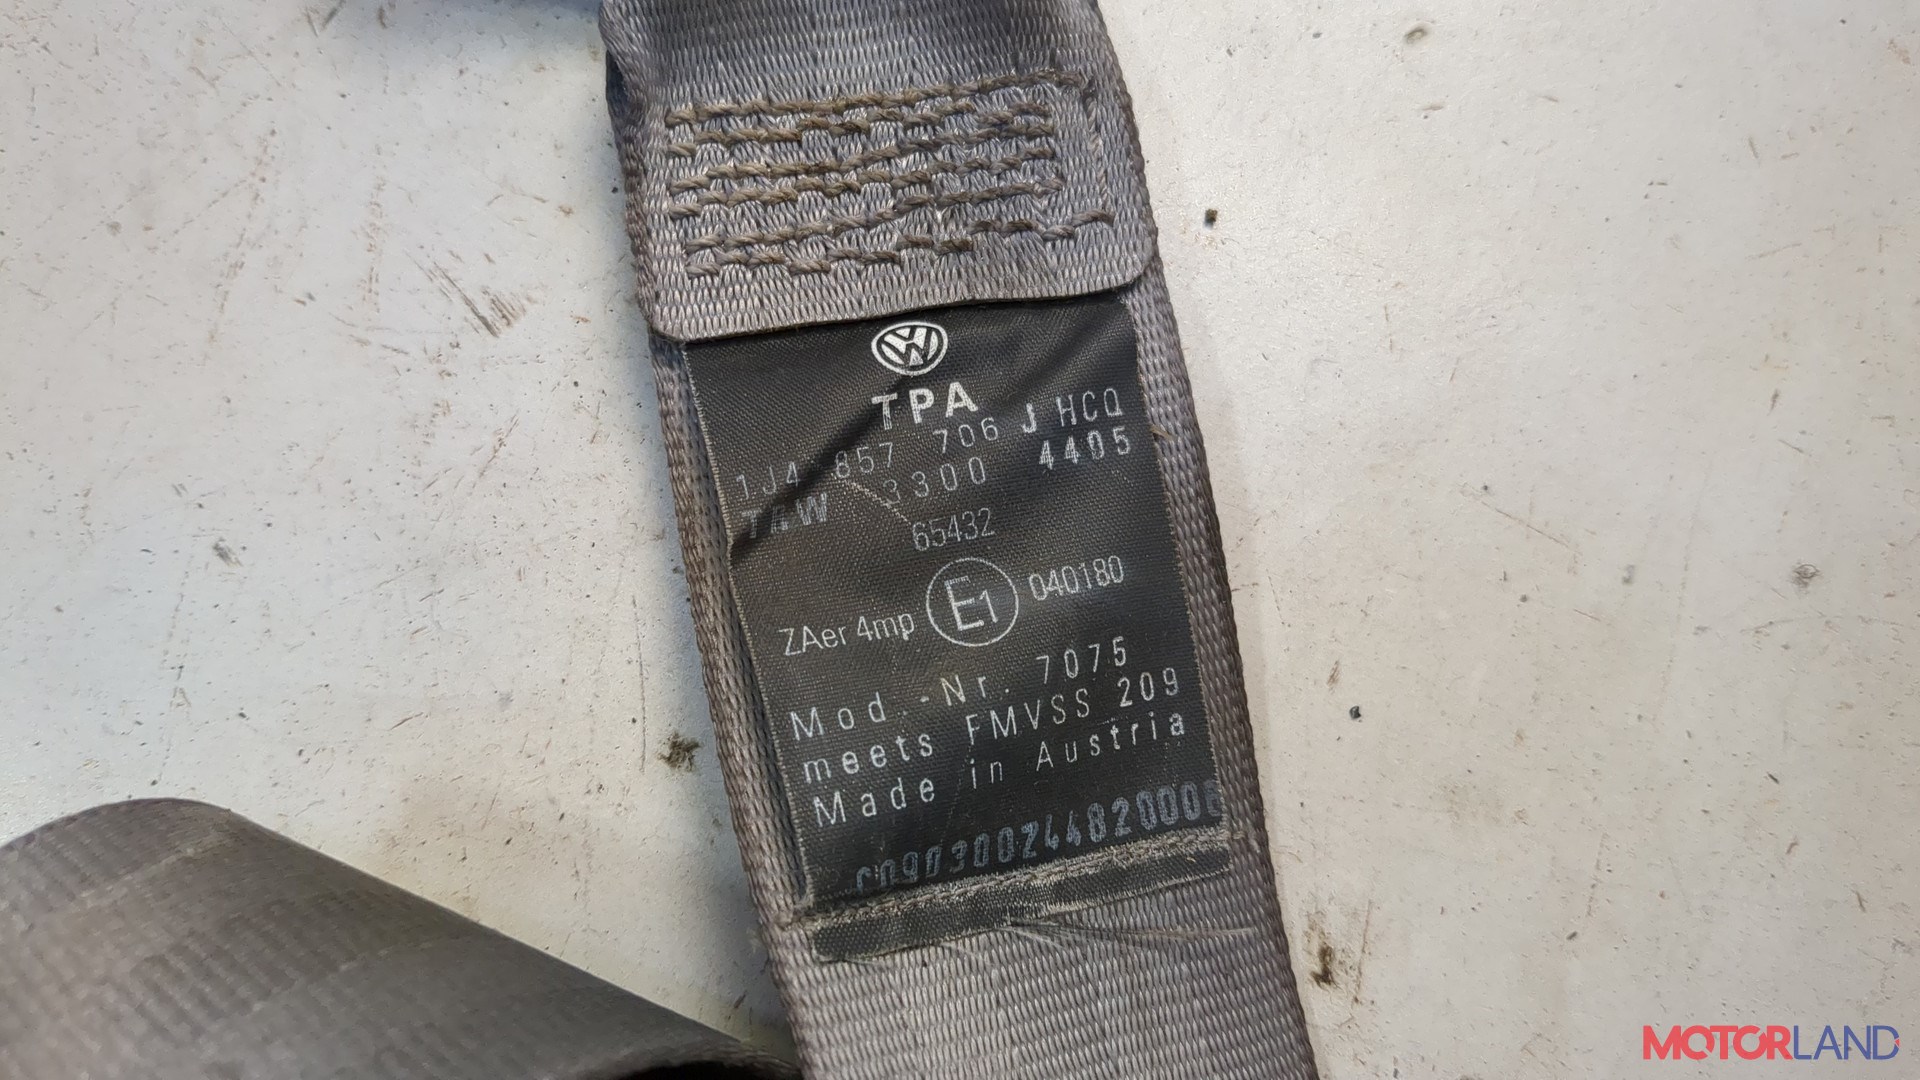 TPA
1J4 857 706 J HCQ
TAW 3300 4405
65432
ZAer 4mp E1 040180
Mod.-Nr. 7075
meets FMVSS 209
Made in Austria
MOTORLAND